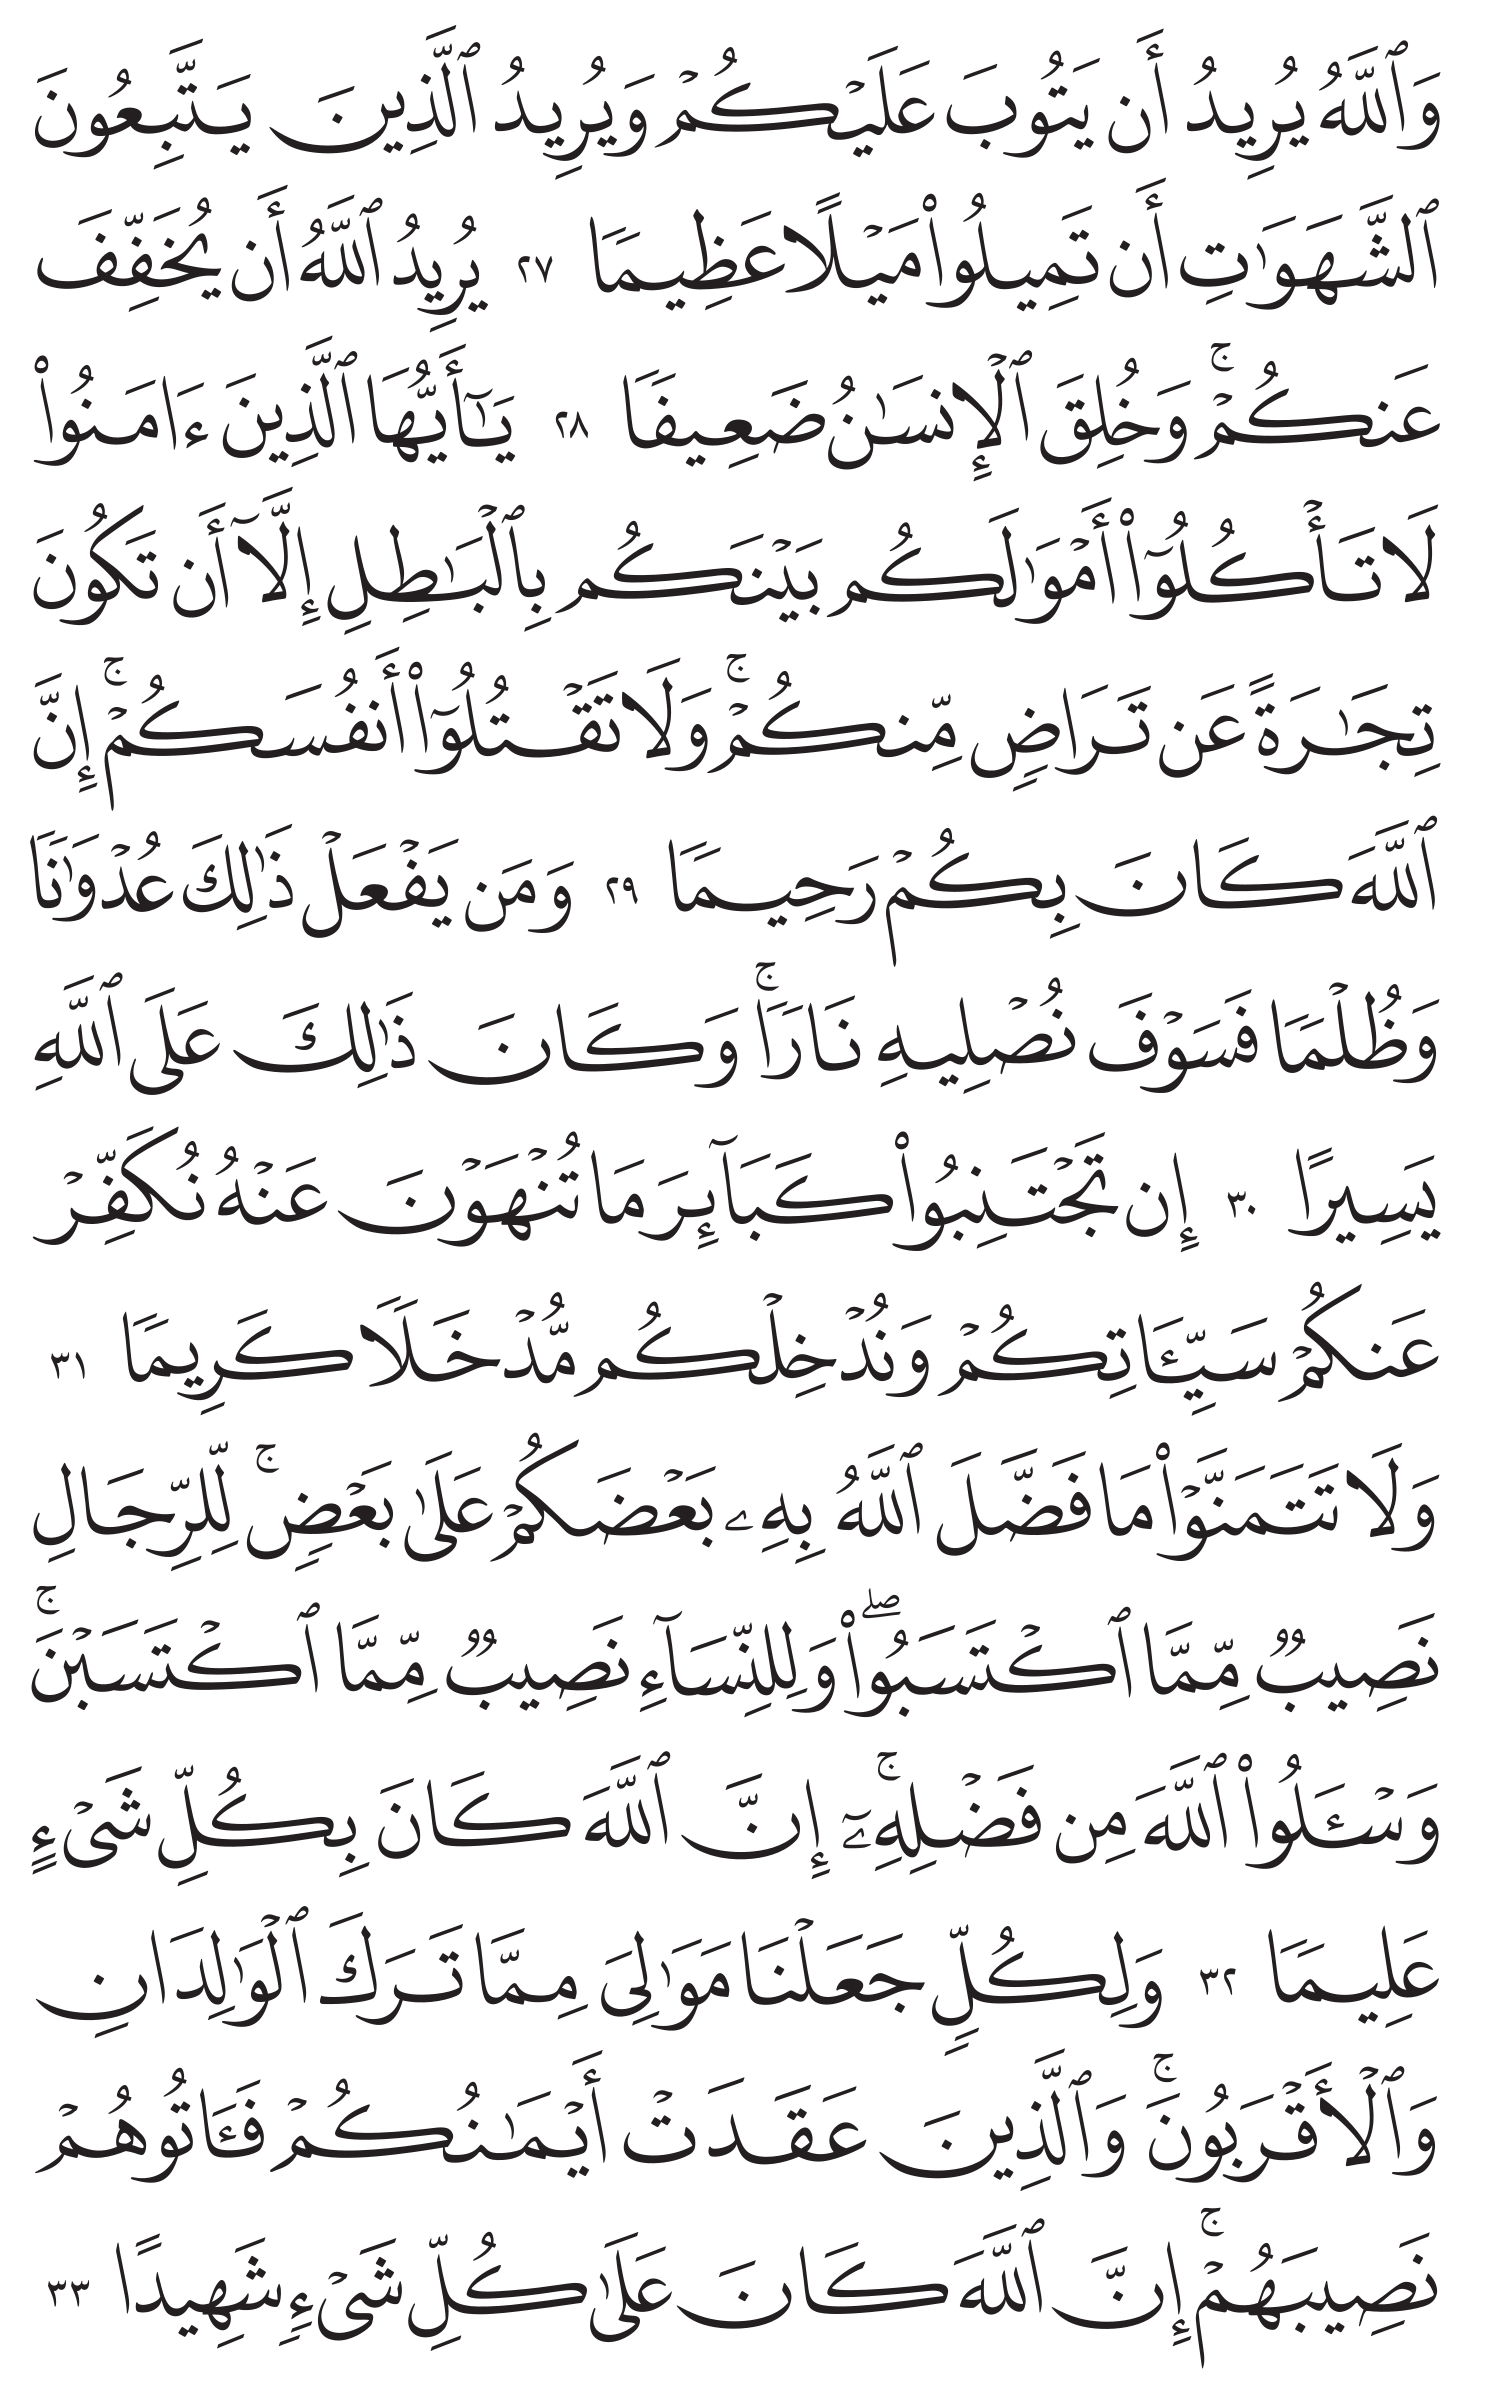 وَٱللَّهُ يُرِيدُ أَن يَتُوبَ عَلَيۡكُمۡ وَيُرِيدُ ٱلَّذِينَ يَتَّبِعُونَ
ٱلشَّهَوَٰتِ أَن تَمِيلُواْ مَيۡلًا عَظِيمٗا ٢٧ يُرِيدُ ٱللَّهُ أَن يُخَفِّفَ
عَنكُمۡۚ وَخُلِقَ ٱلۡإِنسَٰنُ ضَعِيفٗا ٢٨ يَٰٓأَيُّهَا ٱلَّذِينَ ءَامَنُواْ
لَا تَأۡكُلُوٓاْ أَمۡوَٰلَكُم بَيۡنَكُم بِٱلۡبَٰطِلِ إِلَّآ أَن تَكُونَ
تِجَٰرَةً عَن تَرَاضٖ مِّنكُمۡۚ وَلَا تَقۡتُلُوٓاْ أَنفُسَكُمۡۚ إِنَّ
ٱللَّهَ كَانَ بِكُمۡ رَحِيمٗا ٢٩ وَمَن يَفۡعَلۡ ذَٰلِكَ عُدۡوَٰنٗا
وَظُلۡمٗا فَسَوۡفَ نُصۡلِيهِ نَارٗاۚ وَكَانَ ذَٰلِكَ عَلَى ٱللَّهِ
يَسِيرًا ٣٠ إِن تَجۡتَنِبُواْ كَبَآئِرَ مَا تُنۡهَوۡنَ عَنۡهُ نُكَفِّرۡ
عَنكُمۡ سَيِّـَٔاتِكُمۡ وَنُدۡخِلۡكُم مُّدۡخَلٗا كَرِيمٗا ٣١
وَلَا تَتَمَنَّوۡاْ مَا فَضَّلَ ٱللَّهُ بِهِۦ بَعۡضَكُمۡ عَلَىٰ بَعۡضٖۚ لِّلرِّجَالِ
نَصِيبٞ مِّمَّا ٱكۡتَسَبُواْۖ وَلِلنِّسَآءِ نَصِيبٞ مِّمَّا ٱكۡتَسَبۡنَۚ
وَسۡـَٔلُواْ ٱللَّهَ مِن فَضۡلِهِۦٓۚ إِنَّ ٱللَّهَ كَانَ بِكُلِّ شَيۡءٍ
عَلِيمٗا ٣٢ وَلِكُلّٖ جَعَلۡنَا مَوَٰلِيَ مِمَّا تَرَكَ ٱلۡوَٰلِدَانِ
وَٱلۡأَقۡرَبُونَۚ وَٱلَّذِينَ عَقَدَتۡ أَيۡمَٰنُكُمۡ فَـَٔاتُوهُمۡ
نَصِيبَهُمۡۚ إِنَّ ٱللَّهَ كَانَ عَلَىٰ كُلِّ شَيۡءٖ شَهِيدًا ٣٣